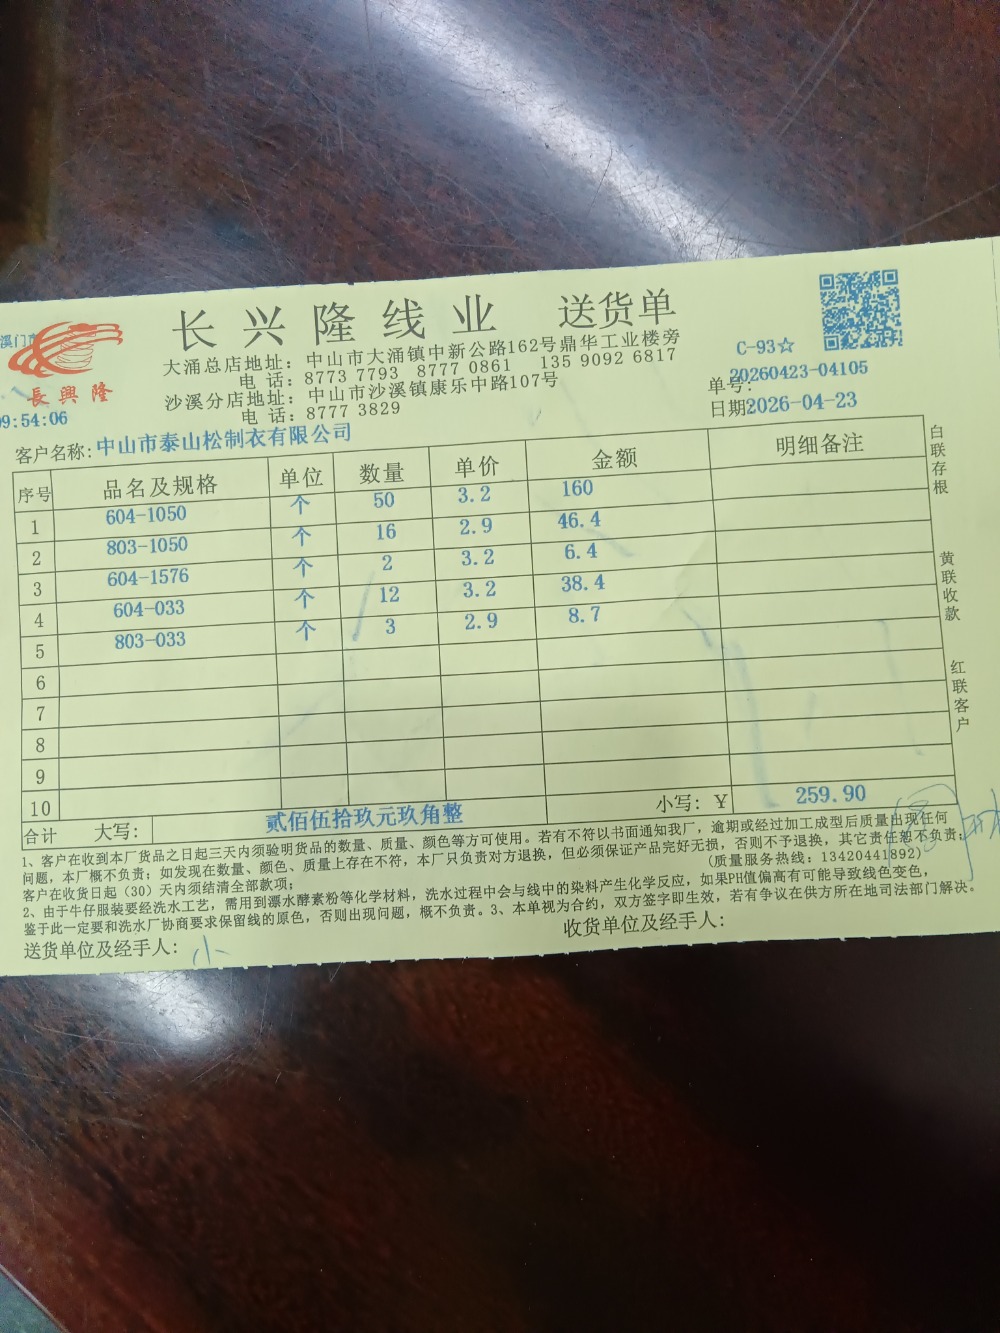 长兴隆线业 送货单
長興隆
大涌总店地址：中山市大涌镇中新公路162号鼎华工业楼旁
电 话：8773 7793 8777 0861 135 9092 6817
沙溪分店地址：中山市沙溪镇康乐中路107号
电 话：8777 3829
C-93☆
单号：20260423-04105
日期2026-04-23
09:54:06
客户名称：中山市泰山松制衣有限公司
序号 品名及规格 单位 数量 单价 金额 明细备注
1 604-1050 个 50 3.2 160
2 803-1050 个 16 2.9 46.4
3 604-1576 个 2 3.2 6.4
4 604-033 个 12 3.2 38.4
5 803-033 个 3 2.9 8.7
6
7
8
9
10
合计 大写：贰佰伍拾玖元玖角整 小写：￥ 259.90
白联存根
黄联收款
红联客户
1、客户在收到本厂货品之日起三天内须验明货品的数量、质量、颜色等方可使用。若有不符以书面通知我厂，逾期或经过加工成型后质量出现任何
问题，本厂概不负责；如发现在数量、颜色、质量上存在不符，本厂只负责对方退换，但必须保证产品完好无损，否则不予退换，其它责任恕不负责；
客户在收货日起（30）天内须结清全部款项； （质量服务热线：13420441892）
2、由于牛仔服装要经洗水工艺，需用到漂水酵素粉等化学材料，洗水过程中会与线中的染料产生化学反应，如果PH值偏高有可能导致线色变色，
鉴于此一定要和洗水厂协商要求保留线的原色，否则出现问题，概不负责。3、本单视为合约，双方签字即生效，若有争议在供方所在地司法部门解决。
送货单位及经手人：小 收货单位及经手人：